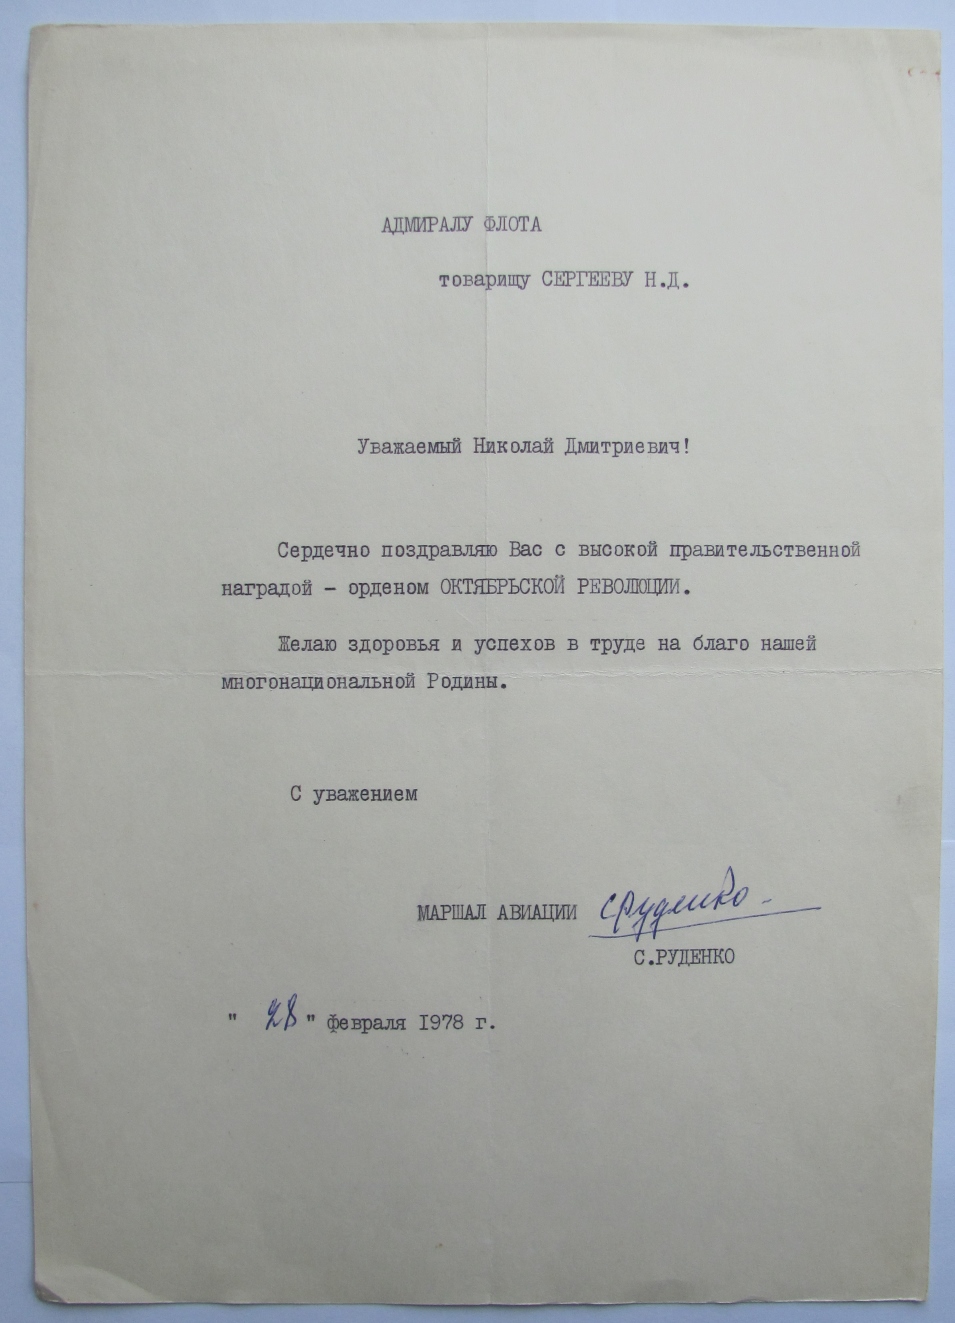 АДМИРАЛУ ФЛОТА
товарищу СЕРГЕЕВУ Н.Д.
Уважаемый Николай Дмитриевич!
Сердечно поздравляю Вас с высокой правительственной
наградой – орденом ОКТЯБРЬСКОЙ РЕВОЛЮЦИИ.
Желаю здоровья и успехов в труде на благо нашей
многонациональной Родины.
С уважением
МАРШАЛ АВИАЦИИ СРуденко
С.РУДЕНКО
" 28 " февраля 1978 г.